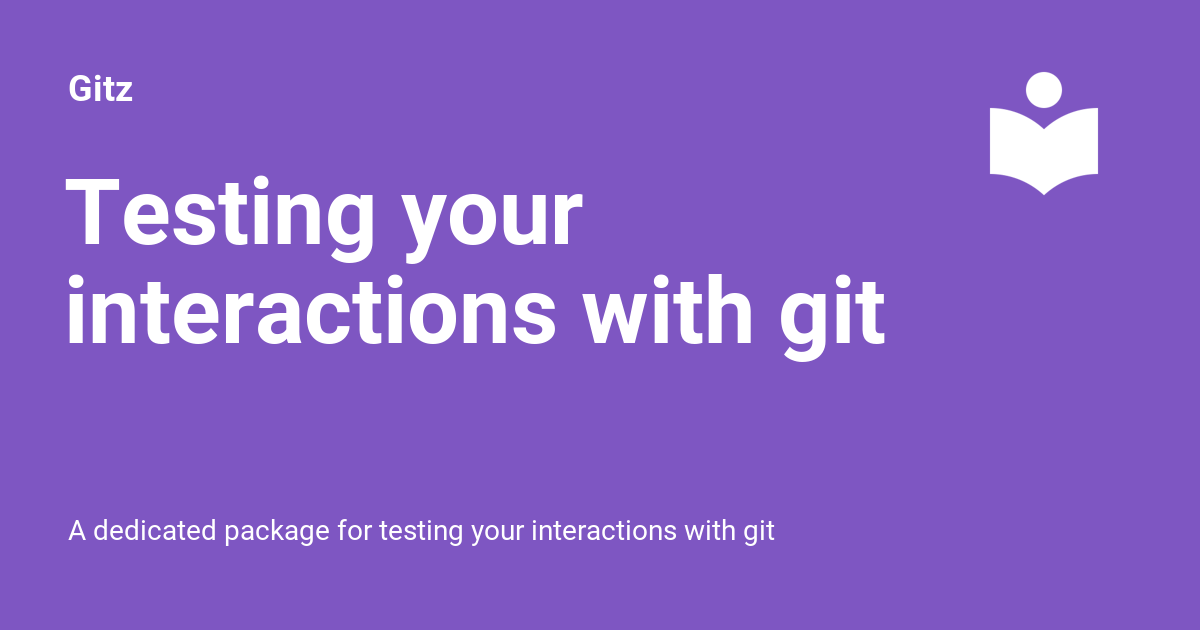 Gitz
Testing your
interactions with git
A dedicated package for testing your interactions with git